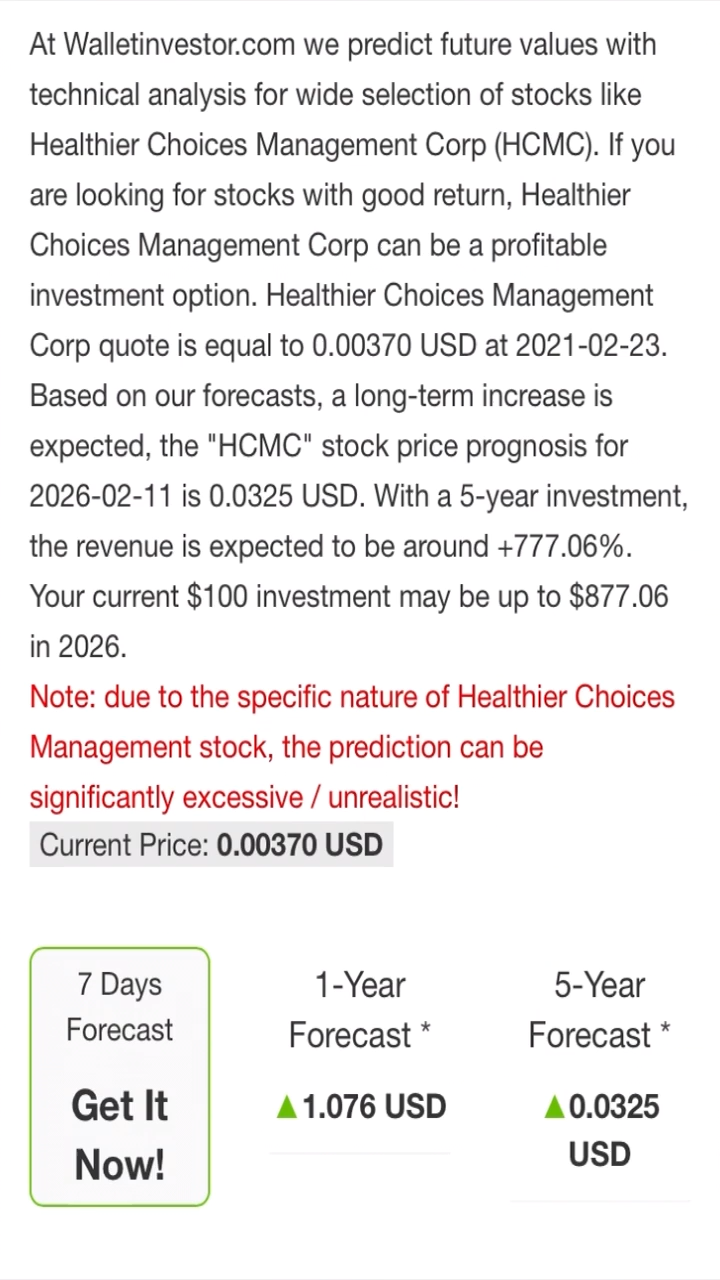 At Walletinvestor.com we predict future values with
technical analysis for wide selection of stocks like
Healthier Choices Management Corp (HCMC). If you
are looking for stocks with good return, Healthier
Choices Management Corp can be a profitable
investment option. Healthier Choices Management
Corp quote is equal to 0.00370 USD at 2021-02-23.
Based on our forecasts, a long-term increase is
expected, the "HCMC" stock price prognosis for
2026-02-11 is 0.0325 USD. With a 5-year investment,
the revenue is expected to be around +777.06%.
Your current $100 investment may be up to $877.06
in 2026.
Note: due to the specific nature of Healthier Choices
Management stock, the prediction can be
significantly excessive / unrealistic!
Current Price: 0.00370 USD
7 Days
Forecast
Get It
Now!
1-Year
Forecast *
▲1.076 USD
5-Year
Forecast *
▲0.0325
USD